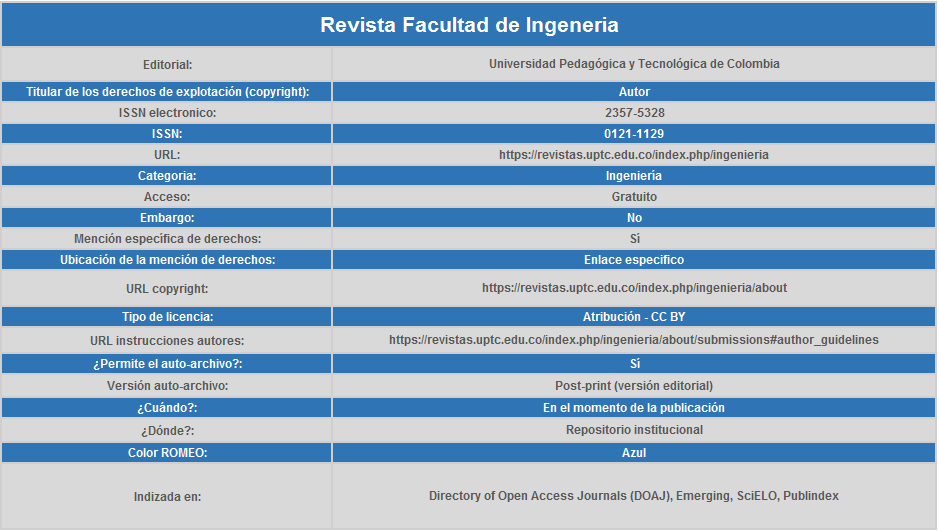 Revista Facultad de Ingeneria
Editorial: Universidad Pedagógica y Tecnológica de Colombia
Titular de los derechos de explotación (copyright): Autor
ISSN electronico: 2357-5328
ISSN: 0121-1129
URL: https://revistas.uptc.edu.co/index.php/ingenieria
Categoria: Ingeniería
Acceso: Gratuito
Embargo: No
Mención específica de derechos: Sí
Ubicación de la mención de derechos: Enlace específico
URL copyright: https://revistas.uptc.edu.co/index.php/ingenieria/about
Tipo de licencia: Atribución - CC BY
URL instrucciones autores: https://revistas.uptc.edu.co/index.php/ingenieria/about/submissions#author_guidelines
¿Permite el auto-archivo?: Sí
Versión auto-archivo: Post-print (versión editorial)
¿Cuándo?: En el momento de la publicación
¿Dónde?: Repositorio institucional
Color ROMEO: Azul
Indizada en: Directory of Open Access Journals (DOAJ), Emerging, SciELO, Publindex